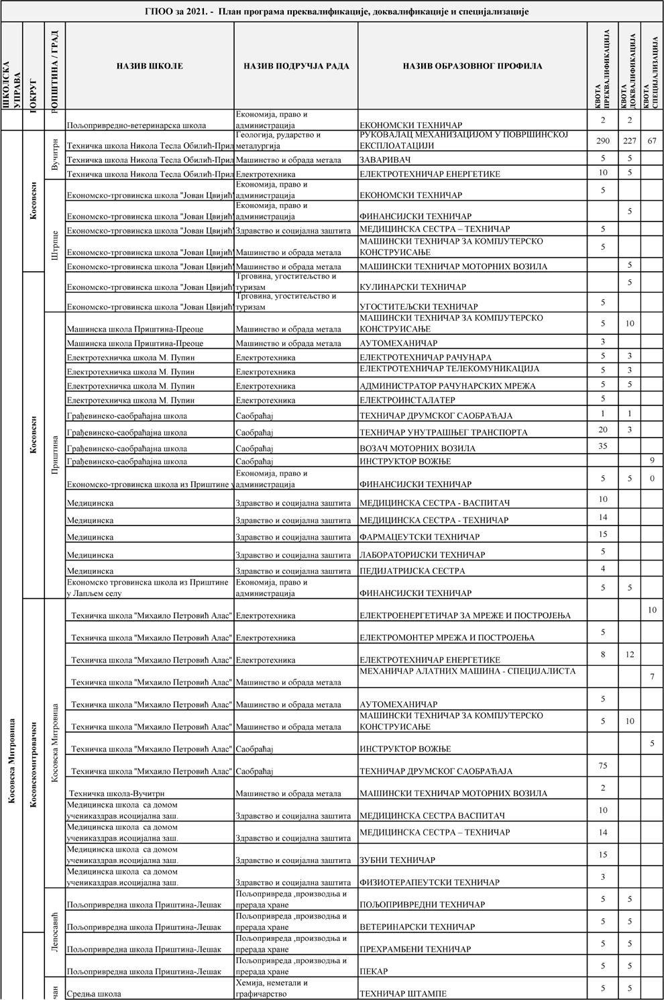 ГПОО за 2021. - План програма преквалификације, доквалификације и специјализације
ШКОЛСКА УПРАВА
ЮКРУГ
РОПШТИНА / ГРАД
НАЗИВ ШКОЛЕ
НАЗИВ ПОДРУЧЈА РАДА
НАЗИВ ОБРАЗОВНОГ ПРОФИЛА
КВОТА ПРЕКВАЛИФИКАЦИЈА
КВОТА ДОКВАЛИФИКАЦИЈА
КВОТА СПЕЦИЈАЛИЗАЦИЈА
Пољопривредно-ветеринарска школа Економија, право и администрација ЕКОНОМСКИ ТЕХНИЧАР 2 2
Косовска Митровица
Косовски
Вучитрн
Техничка школа Никола Тесла Обилић-Прил Геологија, рударство и металургија РУКОВАЛАЦ МЕХАНИЗАЦИЈОМ У ПОВРШИНСКОЈ ЕКСПЛОАТАЦИЈИ 290 227 67
Техничка школа Никола Тесла Обилић-Прил Машинство и обрада метала ЗАВАРИВАЧ 5 5
Техничка школа Никола Тесла Обилић-Прил Електротехника ЕЛЕКТРОТЕХНИЧАР ЕНЕРГЕТИКЕ 10 5
Штрпце
Економско-трговинска школа "Јован Цвијић" Економија, право и администрација ЕКОНОМСКИ ТЕХНИЧАР 5
Економско-трговинска школа "Јован Цвијић" Економија, право и администрација ФИНАНСИЈСКИ ТЕХНИЧАР 5
Економско-трговинска школа "Јован Цвијић" Здравство и социјална заштита МЕДИЦИНСКА СЕСТРА – ТЕХНИЧАР 5
Економско-трговинска школа "Јован Цвијић" Машинство и обрада метала МАШИНСКИ ТЕХНИЧАР ЗА КОМПЈУТЕРСКО КОНСТРУИСАЊЕ 5
Економско-трговинска школа "Јован Цвијић" Машинство и обрада метала МАШИНСКИ ТЕХНИЧАР МОТОРНИХ ВОЗИЛА 5
Косовски
Економско-трговинска школа "Јован Цвијић" Трговина, угоститељство и туризам КУЛИНАРСКИ ТЕХНИЧАР 5
Економско-трговинска школа "Јован Цвијић" Трговина, угоститељство и туризам УГОСТИТЕЉСКИ ТЕХНИЧАР 5
Приштина
Машинска школа Приштина-Преоце Машинство и обрада метала МАШИНСКИ ТЕХНИЧАР ЗА КОМПЈУТЕРСКО КОНСТРУИСАЊЕ 5 10
Машинска школа Приштина-Преоце Машинство и обрада метала АУТОМЕХАНИЧАР 3
Електротехничка школа М. Пупин Електротехника ЕЛЕКТРОТЕХНИЧАР РАЧУНАРА 5 3
Електротехничка школа М. Пупин Електротехника ЕЛЕКТРОТЕХНИЧАР ТЕЛЕКОМУНИКАЦИЈА 5 3
Електротехничка школа М. Пупин Електротехника АДМИНИСТРАТОР РАЧУНАРСКИХ МРЕЖА 5 5
Електротехничка школа М. Пупин Електротехника ЕЛЕКТРОИНСТАЛАТЕР 5
Грађевинско-саобраћајна школа Саобраћај ТЕХНИЧАР ДРУМСКОГ САОБРАЋАЈА 1 1
Грађевинско-саобраћајна школа Саобраћај ТЕХНИЧАР УНУТРАШЊЕГ ТРАНСПОРТА 20 3
Грађевинско-саобраћајна школа Саобраћај ВОЗАЧ МОТОРНИХ ВОЗИЛА 35
Грађевинско-саобраћајна школа Саобраћај ИНСТРУКТОР ВОЖЊЕ 9
Економско-трговинска школа из Приштине у Економија, право и администрација ФИНАНСИЈСКИ ТЕХНИЧАР 5 5 0
Медицинска Здравство и социјална заштита МЕДИЦИНСКА СЕСТРА - ВАСПИТАЧ 10
Медицинска Здравство и социјална заштита МЕДИЦИНСКА СЕСТРА - ТЕХНИЧАР 14
Медицинска Здравство и социјална заштита ФАРМАЦЕУТСКИ ТЕХНИЧАР 15
Медицинска Здравство и социјална заштита ЛАБОРАТОРИЈСКИ ТЕХНИЧАР 5
Медицинска Здравство и социјална заштита ПЕДИЈАТРИЈСКА СЕСТРА 4
Економско трговинска школа из Приштине у Лапљем селу Економија, право и администрација ФИНАНСИЈСКИ ТЕХНИЧАР 5 5
Косовскомитровачки
Косовска Митровица
Техничка школа "Михаило Петровић Алас" Електротехника ЕЛЕКТРОЕНЕРГЕТИЧАР ЗА МРЕЖЕ И ПОСТРОЈЕЊА 10
Техничка школа "Михаило Петровић Алас" Електротехника ЕЛЕКТРОМОНТЕР МРЕЖА И ПОСТРОЈЕЊА 5
Техничка школа "Михаило Петровић Алас" Електротехника ЕЛЕКТРОТЕХНИЧАР ЕНЕРГЕТИКЕ 8 12
Техничка школа "Михаило Петровић Алас" Машинство и обрада метала МЕХАНИЧАР АЛАТНИХ МАШИНА - СПЕЦИЈАЛИСТА 7
Техничка школа "Михаило Петровић Алас" Машинство и обрада метала АУТОМЕХАНИЧАР 5
Техничка школа "Михаило Петровић Алас" Машинство и обрада метала МАШИНСКИ ТЕХНИЧАР ЗА КОМПЈУТЕРСКО КОНСТРУИСАЊЕ 5 10
Техничка школа "Михаило Петровић Алас" Саобраћај ИНСТРУКТОР ВОЖЊЕ 5
Техничка школа "Михаило Петровић Алас" Саобраћај ТЕХНИЧАР ДРУМСКОГ САОБРАЋАЈА 75
Техничка школа-Вучитрн Машинство и обрада метала МАШИНСКИ ТЕХНИЧАР МОТОРНИХ ВОЗИЛА 2
Медицинска школа са домом учениказдрав.исоцијална заш. Здравство и социјална заштита МЕДИЦИНСКА СЕСТРА ВАСПИТАЧ 10
Медицинска школа са домом учениказдрав.исоцијална заш. Здравство и социјална заштита МЕДИЦИНСКА СЕСТРА – ТЕХНИЧАР 14
Медицинска школа са домом учениказдрав.исоцијална заш. Здравство и социјална заштита ЗУБНИ ТЕХНИЧАР 15
Медицинска школа са домом учениказдрав.исоцијална заш. Здравство и социјална заштита ФИЗИОТЕРАПЕУТСКИ ТЕХНИЧАР 3
Лепосавић
Пољопривредна школа Приштина-Лешак Пољопривреда ,производња и прерада хране ПОЉОПРИВРЕДНИ ТЕХНИЧАР 5 5
Пољопривредна школа Приштина-Лешак Пољопривреда ,производња и прерада хране ВЕТЕРИНАРСКИ ТЕХНИЧАР 5 5
Пољопривредна школа Приштина-Лешак Пољопривреда ,производња и прерада хране ПРЕХРАМБЕНИ ТЕХНИЧАР 5 5
Пољопривредна школа Приштина-Лешак Пољопривреда ,производња и прерада хране ПЕКАР 5 5
чан
Средња школа Хемија, неметали и графичарство ТЕХНИЧАР ШТАМПЕ 5 5